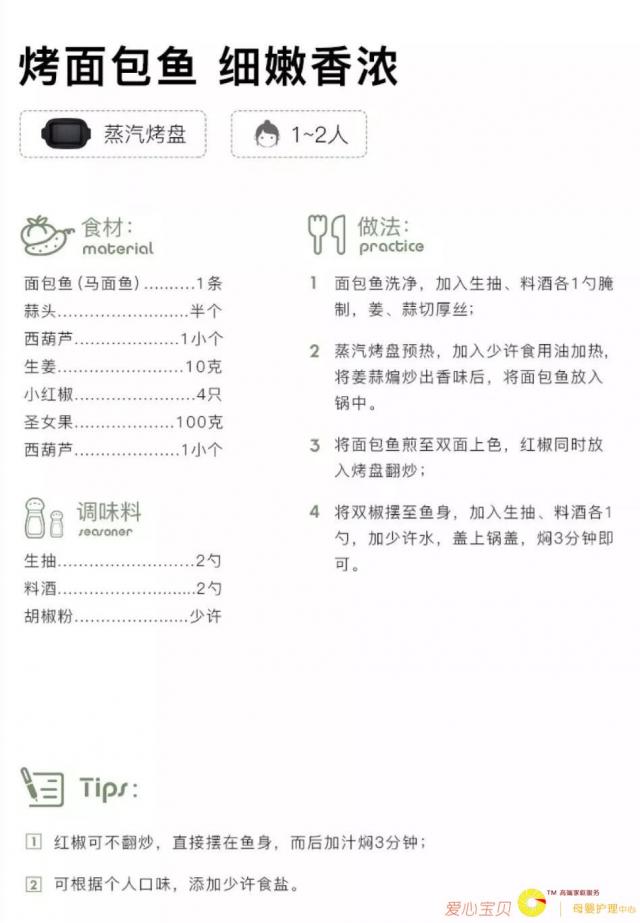 烤面包鱼 细嫩香浓
蒸汽烤盘
1~2人
食材：
material
面包鱼(马面鱼)..........1条
蒜头.........................半个
西葫芦.....................1小个
生姜.........................10克
小红椒.......................4只
圣女果....................100克
西葫芦.....................1小个
调味料
seasoner
生抽...........................2勺
料酒...........................2勺
胡椒粉......................少许
做法：
practice
1 面包鱼洗净，加入生抽、料酒各1勺腌
制，姜、蒜切厚丝；
2 蒸汽烤盘预热，加入少许食用油加热，
将姜蒜煸炒出香味后，将面包鱼放入
锅中。
3 将面包鱼煎至双面上色，红椒同时放
入烤盘翻炒；
4 将双椒摆至鱼身，加入生抽、料酒各1
勺，加少许水，盖上锅盖，焖3分钟即
可。
Tips：
1 红椒可不翻炒，直接摆在鱼身，而后加汁焖3分钟；
2 可根据个人口味，添加少许食盐。
爱心宝贝
TM 高端家庭服务
母婴护理中心